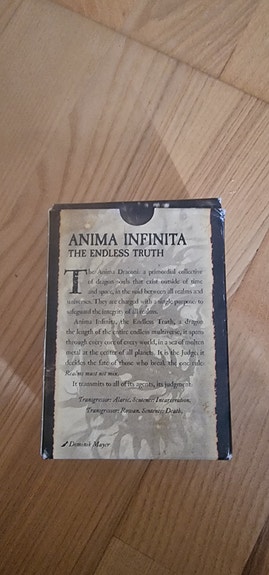 ANIMA INFINITA
THE ENDLESS TRUTH
The Anima Draconi, a primordial collective
of dragon souls that exist outside of time
and space, in the void between all realms and
universes. They are charged with a single purpose: to
safeguard the integrity of all realms.
Anima Infinita, the Endless Truth, a dragon
the length of the entire endless multiverse, it spans
through every core of every world, in a sea of molten
metal at the centre of all planets. It is the Judge; it
decides the fate of those who break the one rule:
Realms must not mix.
It transmits to all of its agents, its judgment.
Transgressor: Alaric, Sentence: Incarceration.
Transgressor: Rowan, Sentence: Death.
Dominik Mayer